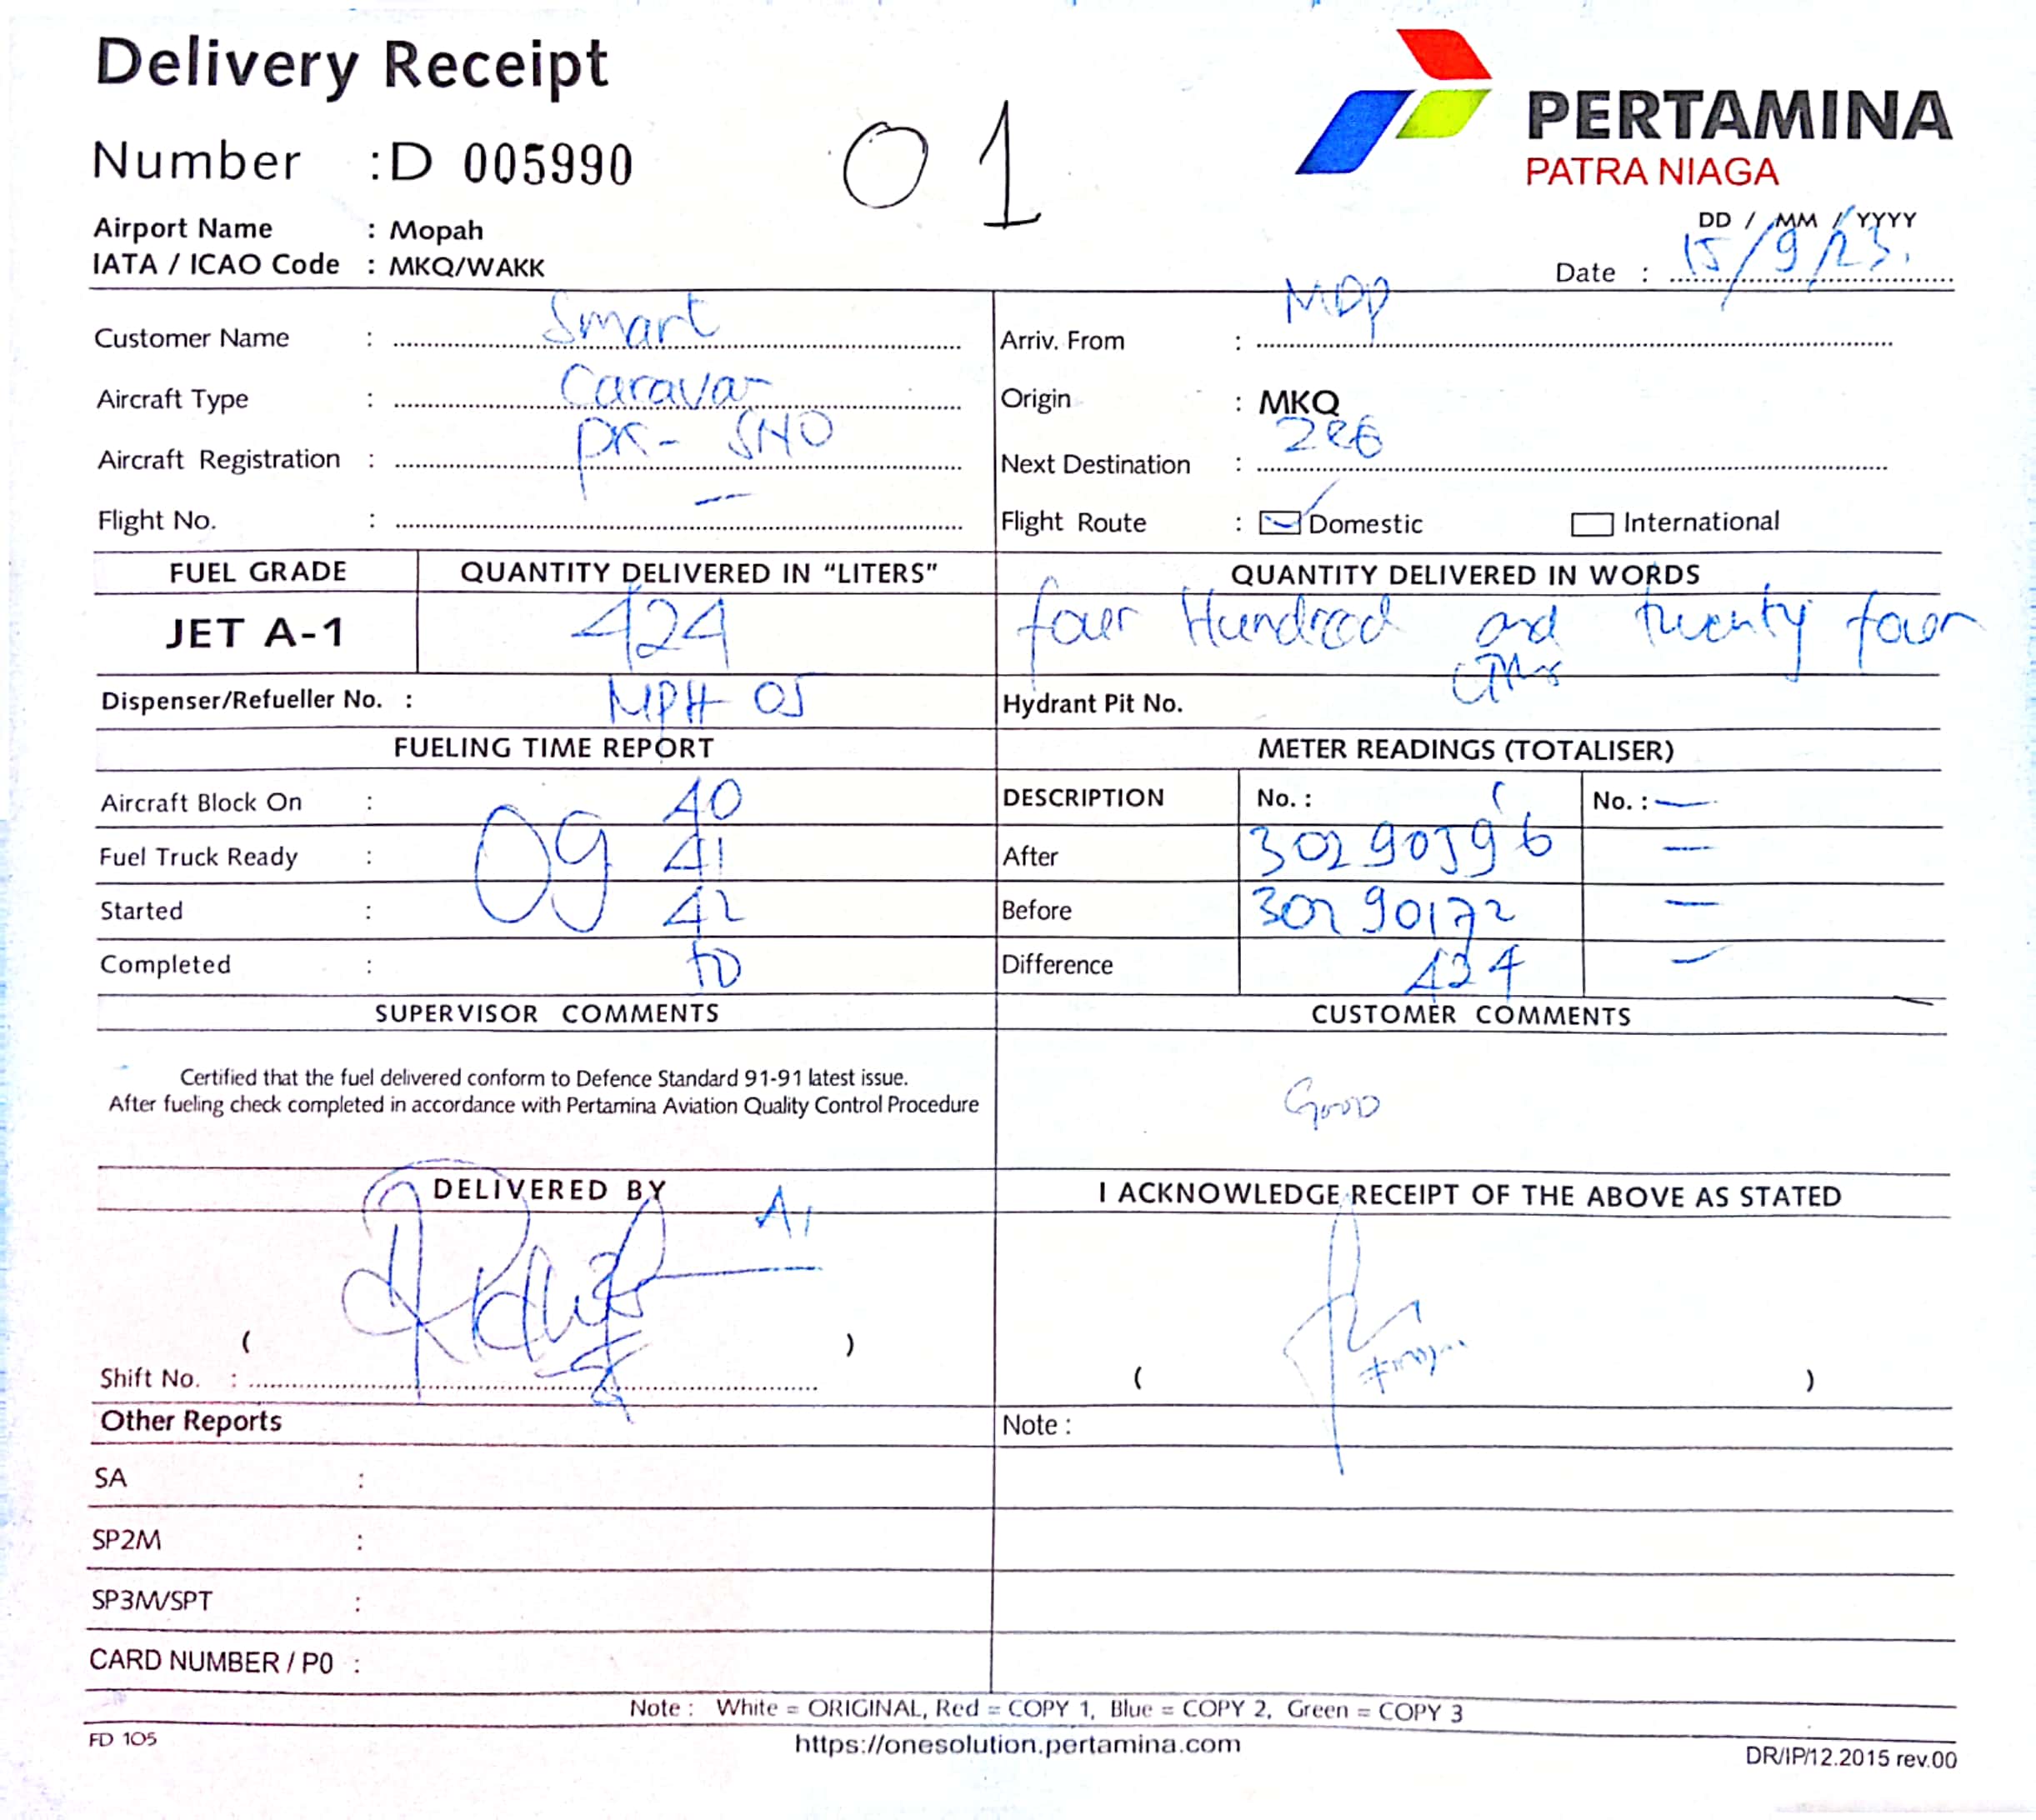 Delivery Receipt
Number : D 005990
01
PERTAMINA
PATRA NIAGA
Airport Name : Mopah
IATA / ICAO Code : MKQ/WAKK
DD / MM / YYYY
Date : 15/9/23.
Customer Name : Smart
Arriv. From : MDP
Aircraft Type : Caravan
Origin : MKQ
Aircraft Registration : PK- SNO
Next Destination :
Flight No. : —
Flight Route : Domestic International
FUEL GRADE QUANTITY DELIVERED IN “LITERS” QUANTITY DELIVERED IN WORDS
JET A-1 424 four Hundred and twenty four
Dispenser/Refueller No. : MPH 05
Hydrant Pit No.
FUELING TIME REPORT METER READINGS (TOTALISER)
Aircraft Block On : 09 40
DESCRIPTION No. : No. : —
Fuel Truck Ready : 41
After 30290596 —
Started : 42
Before 30290172 —
Completed :
Difference 424 —
SUPERVISOR COMMENTS CUSTOMER COMMENTS
Certified that the fuel delivered conform to Defence Standard 91-91 latest issue.
After fueling check completed in accordance with Pertamina Aviation Quality Control Procedure
Good
DELIVERED BY I ACKNOWLEDGE RECEIPT OF THE ABOVE AS STATED
A1
( )
( )
Shift No. :
Other Reports Note :
SA :
SP2M :
SP3M/SPT :
CARD NUMBER / P0 :
Note : White = ORIGINAL, Red = COPY 1, Blue = COPY 2, Green = COPY 3
FD 105
https://onesolution.pertamina.com
DR/IP/12.2015 rev.00